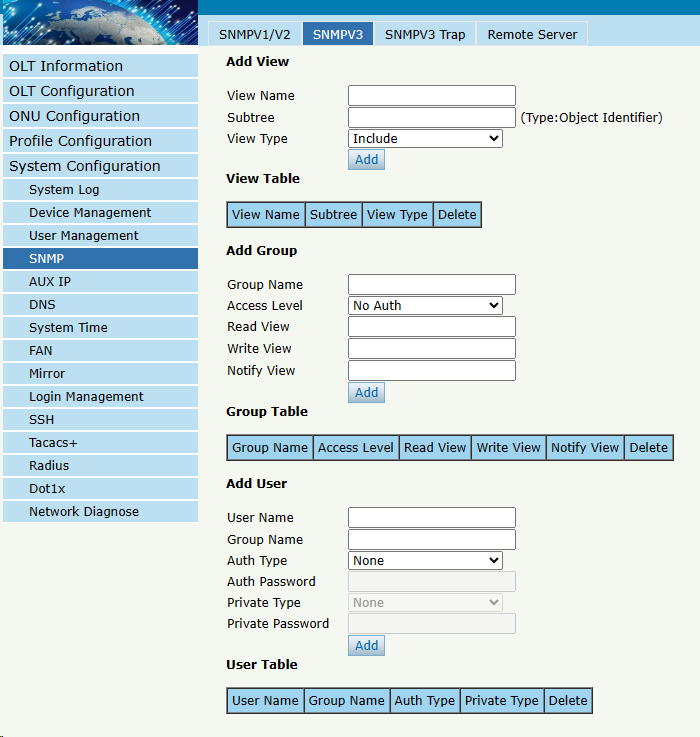 SNMPV1/V2 SNMPV3 SNMPV3 Trap Remote Server
OLT Information
OLT Configuration
ONU Configuration
Profile Configuration
System Configuration
System Log
Device Management
User Management
SNMP
AUX IP
DNS
System Time
FAN
Mirror
Login Management
SSH
Tacacs+
Radius
Dot1x
Network Diagnose
Add View
View Name
Subtree (Type:Object Identifier)
View Type Include
Add
View Table
View Name Subtree View Type Delete
Add Group
Group Name
Access Level No Auth
Read View
Write View
Notify View
Add
Group Table
Group Name Access Level Read View Write View Notify View Delete
Add User
User Name
Group Name
Auth Type None
Auth Password
Private Type None
Private Password
Add
User Table
User Name Group Name Auth Type Private Type Delete